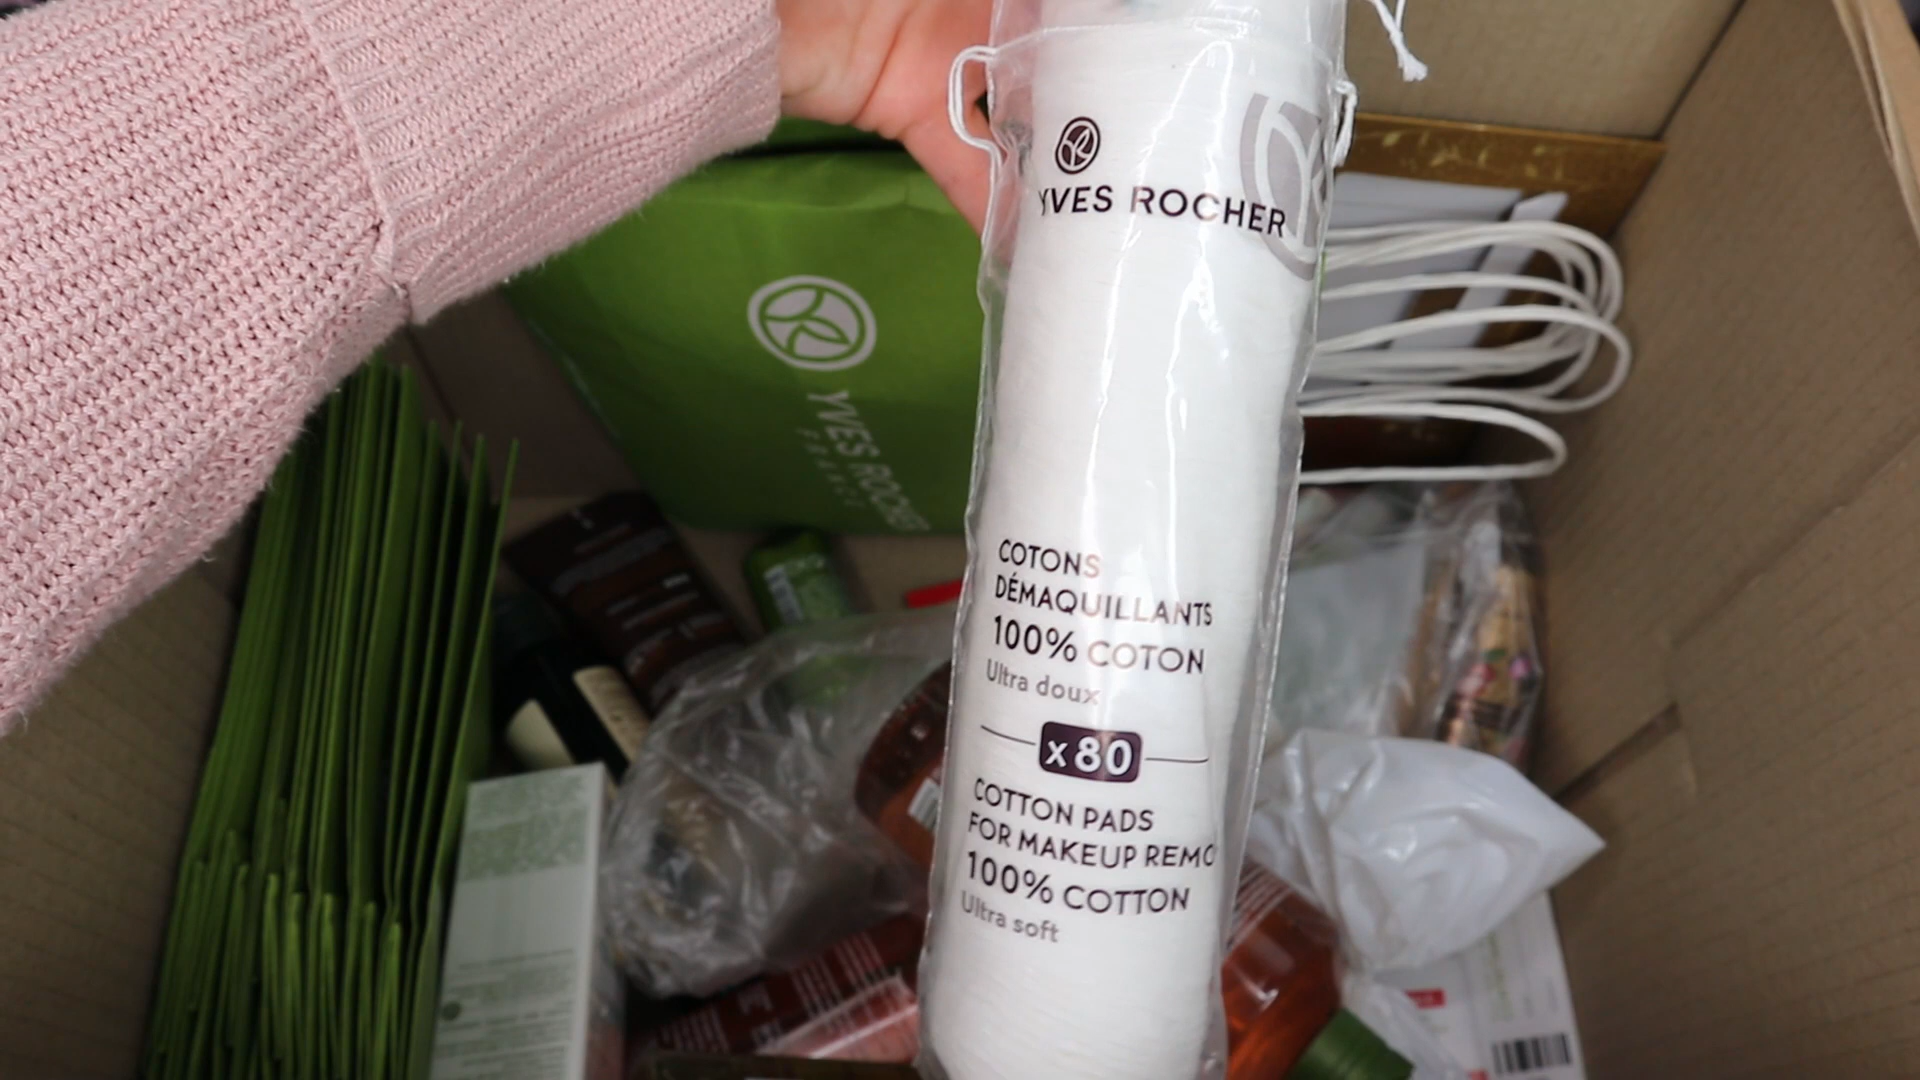 YVES ROCHER
COTONS
DÉMAQUILLANTS
100% COTON
Ultra doux
x80
COTTON PADS
FOR MAKEUP REMO
100% COTTON
Ultra soft
YVES ROCHER
FRANCE